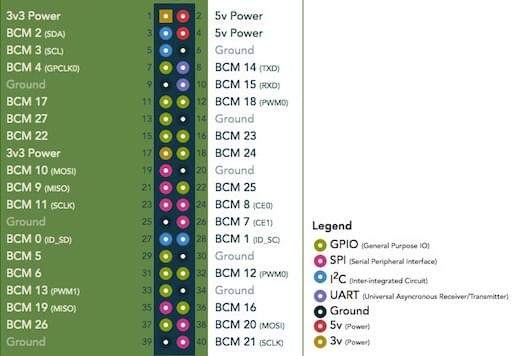 3v3 Power 1 2 5v Power
BCM 2 (SDA) 3 4 5v Power
BCM 3 (SCL) 5 6 Ground
BCM 4 (GPCLK0) 7 8 BCM 14 (TXD)
Ground 9 10 BCM 15 (RXD)
BCM 17 11 12 BCM 18 (PWM0)
BCM 27 13 14 Ground
BCM 22 15 16 BCM 23
3v3 Power 17 18 BCM 24
BCM 10 (MOSI) 19 20 Ground
BCM 9 (MISO) 21 22 BCM 25
BCM 11 (SCLK) 23 24 BCM 8 (CE0)
Ground 25 26 BCM 7 (CE1)
BCM 0 (ID_SD) 27 28 BCM 1 (ID_SC)
BCM 5 29 30 Ground
BCM 6 31 32 BCM 12 (PWM0)
BCM 13 (PWM1) 33 34 Ground
BCM 19 (MISO) 35 36 BCM 16
BCM 26 37 38 BCM 20 (MOSI)
Ground 39 40 BCM 21 (SCLK)
Legend
GPIO (General Purpose IO)
SPI (Serial Peripheral Interface)
I²C (Inter-integrated Circuit)
UART (Universal Asyncronous Receiver/Transmitter)
Ground
5v (Power)
3v (Power)